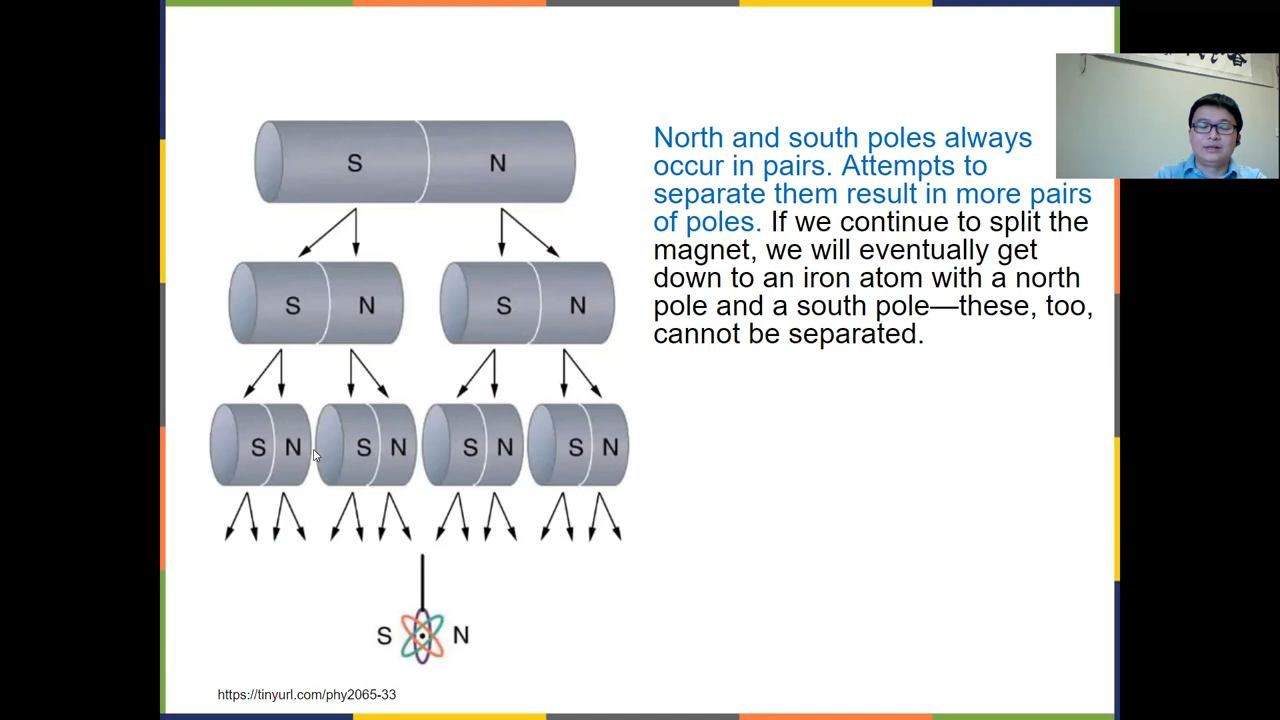 S N
North and south poles always
occur in pairs. Attempts to
separate them result in more pairs
of poles. If we continue to split the
magnet, we will eventually get
down to an iron atom with a north
pole and a south pole—these, too,
cannot be separated.
S N S N
S N S N S N S N
S N
https://tinyurl.com/phy2065-33